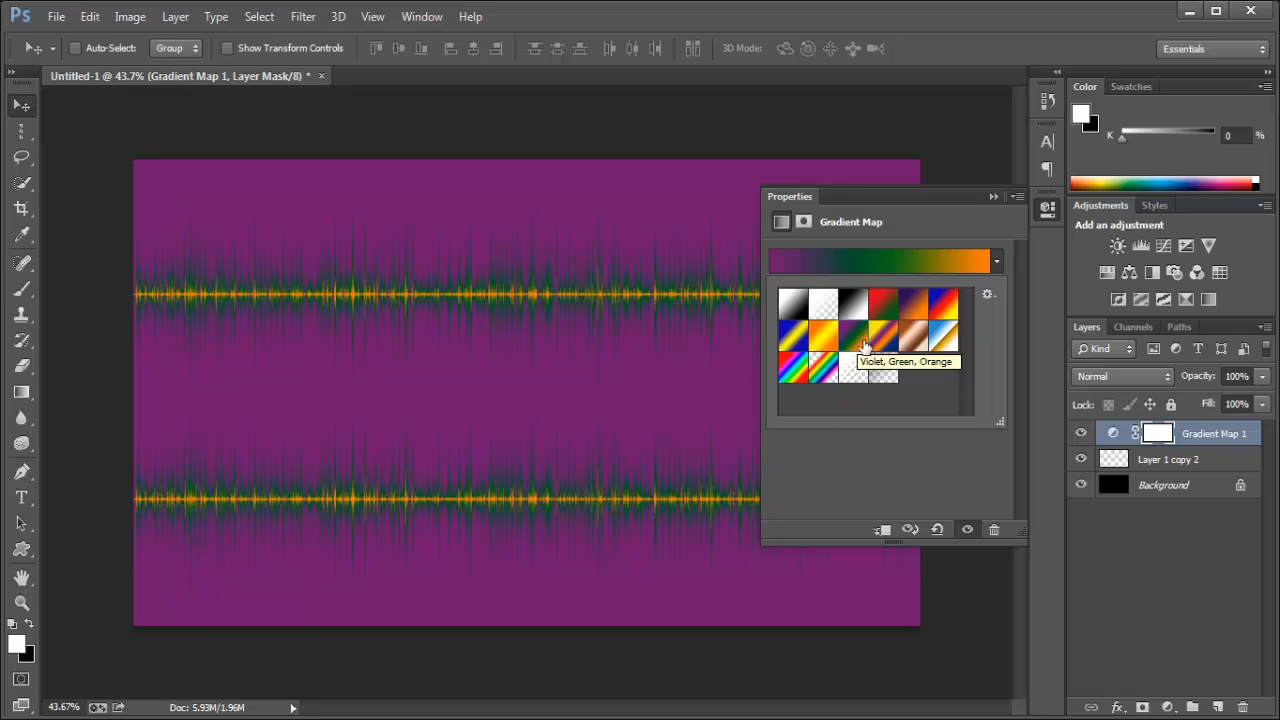 Ps File Edit Image Layer Type Select Filter 3D View Window Help
Auto-Select: Group Show Transform Controls 3D Mode: Essentials
Untitled-1 @ 43.7% (Gradient Map 1, Layer Mask/8) * ×
Color Swatches
K 0 %
Adjustments Styles
Add an adjustment
Properties
Gradient Map
Violet, Green, Orange
Layers Channels Paths
Kind T
Normal Opacity: 100%
Lock: Fill: 100%
Gradient Map 1
Layer 1 copy 2
Background
43.67% Doc: 5.93M/1.96M